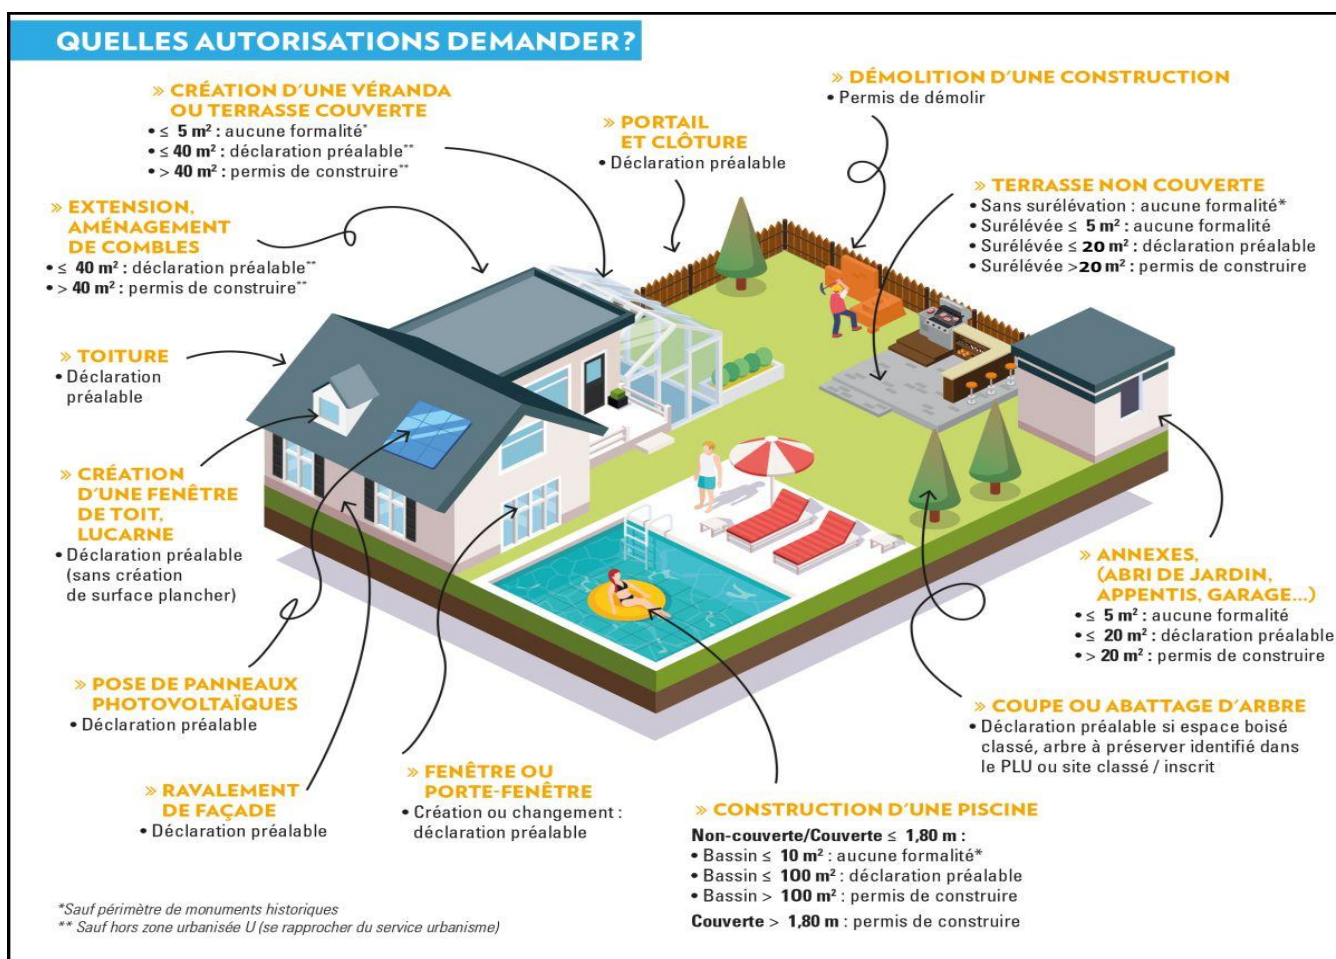 QUELLES AUTORISATIONS DEMANDER?
» CRÉATION D'UNE VÉRANDA
OU TERRASSE COUVERTE
• ≤ 5 m² : aucune formalité*
• ≤ 40 m² : déclaration préalable**
• > 40 m² : permis de construire**
» PORTAIL
ET CLÔTURE
• Déclaration préalable
» DÉMOLITION D'UNE CONSTRUCTION
• Permis de démolir
» TERRASSE NON COUVERTE
• Sans surélévation : aucune formalité*
• Surélévée ≤ 5 m² : aucune formalité
• Surélévée ≤ 20 m² : déclaration préalable
• Surélévée >20 m² : permis de construire
» EXTENSION,
AMÉNAGEMENT
DE COMBLES
• ≤ 40 m² : déclaration préalable**
• > 40 m² : permis de construire**
» TOITURE
• Déclaration
préalable
» CRÉATION
D'UNE FENÊTRE
DE TOIT,
LUCARNE
• Déclaration préalable
(sans création
de surface plancher)
» ANNEXES,
(ABRI DE JARDIN,
APPENTIS, GARAGE...)
• ≤ 5 m² : aucune formalité
• ≤ 20 m² : déclaration préalable
• > 20 m² : permis de construire
» POSE DE PANNEAUX
PHOTOVOLTAÏQUES
• Déclaration préalable
» COUPE OU ABATTAGE D'ARBRE
• Déclaration préalable si espace boisé
classé, arbre à préserver identifié dans
le PLU ou site classé / inscrit
» RAVALEMENT
DE FAÇADE
• Déclaration préalable
» FENÊTRE OU
PORTE-FENÊTRE
• Création ou changement :
déclaration préalable
» CONSTRUCTION D'UNE PISCINE
Non-couverte/Couverte ≤ 1,80 m :
• Bassin ≤ 10 m² : aucune formalité*
• Bassin ≤ 100 m² : déclaration préalable
• Bassin > 100 m² : permis de construire
Couverte > 1,80 m : permis de construire
*Sauf périmètre de monuments historiques
** Sauf hors zone urbanisée U (se rapprocher du service urbanisme)